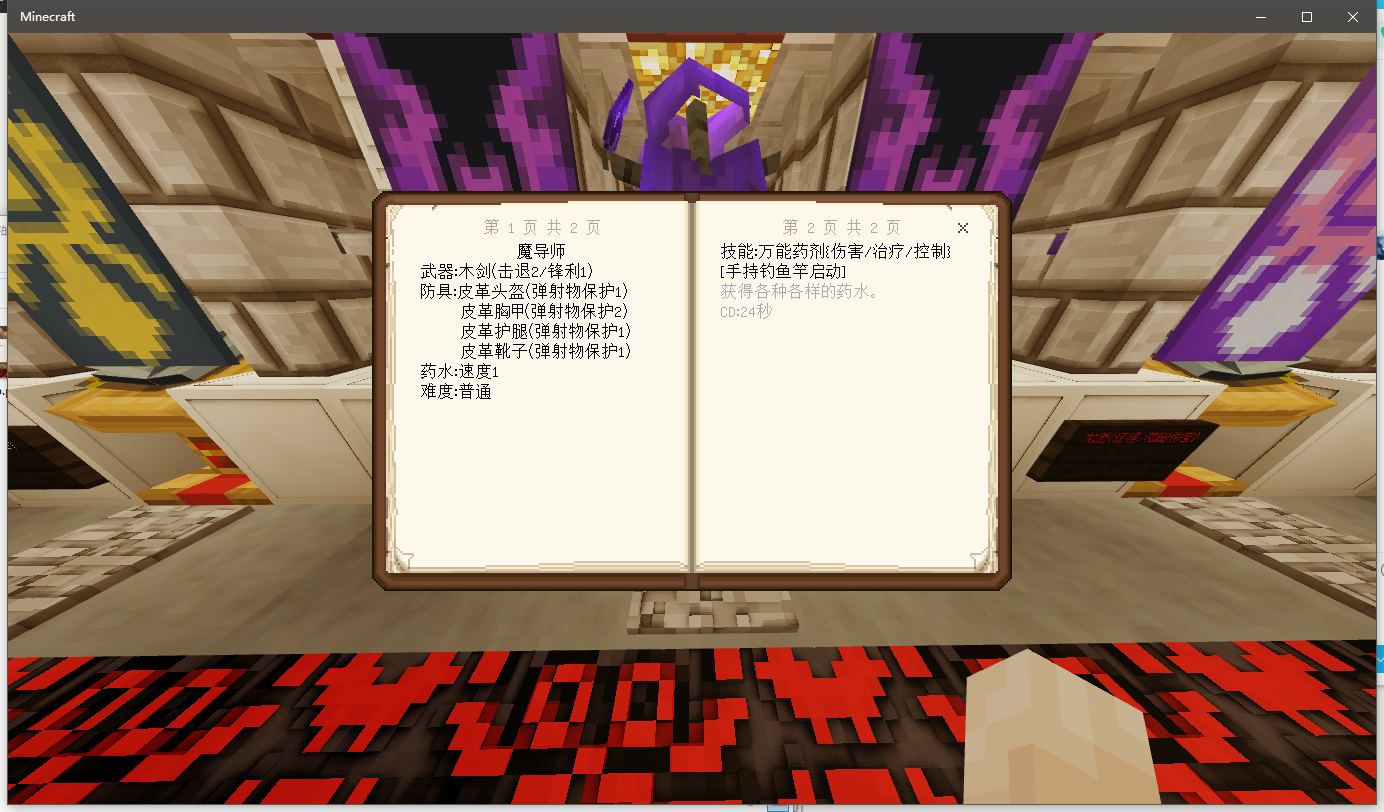 Minecraft
第 1 页 共 2 页
魔导师
武器:木剑(击退2/锋利1)
防具:皮革头盔(弹射物保护1)
皮革胸甲(弹射物保护2)
皮革护腿(弹射物保护1)
皮革靴子(弹射物保护1)
药水:速度1
难度:普通
第 2 页 共 2 页
技能:万能药剂{伤害/治疗/控制}
[手持钓鱼竿启动]
获得各种各样的药水。
CD:24秒